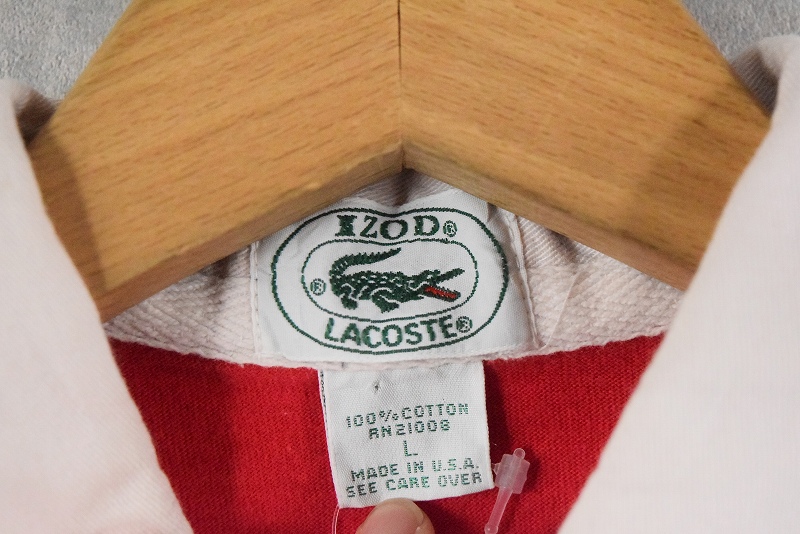 IZOD®
®
LACOSTE®
100% COTTON
RN21008
L
MADE IN U.S.A.
SEE CARE OVER